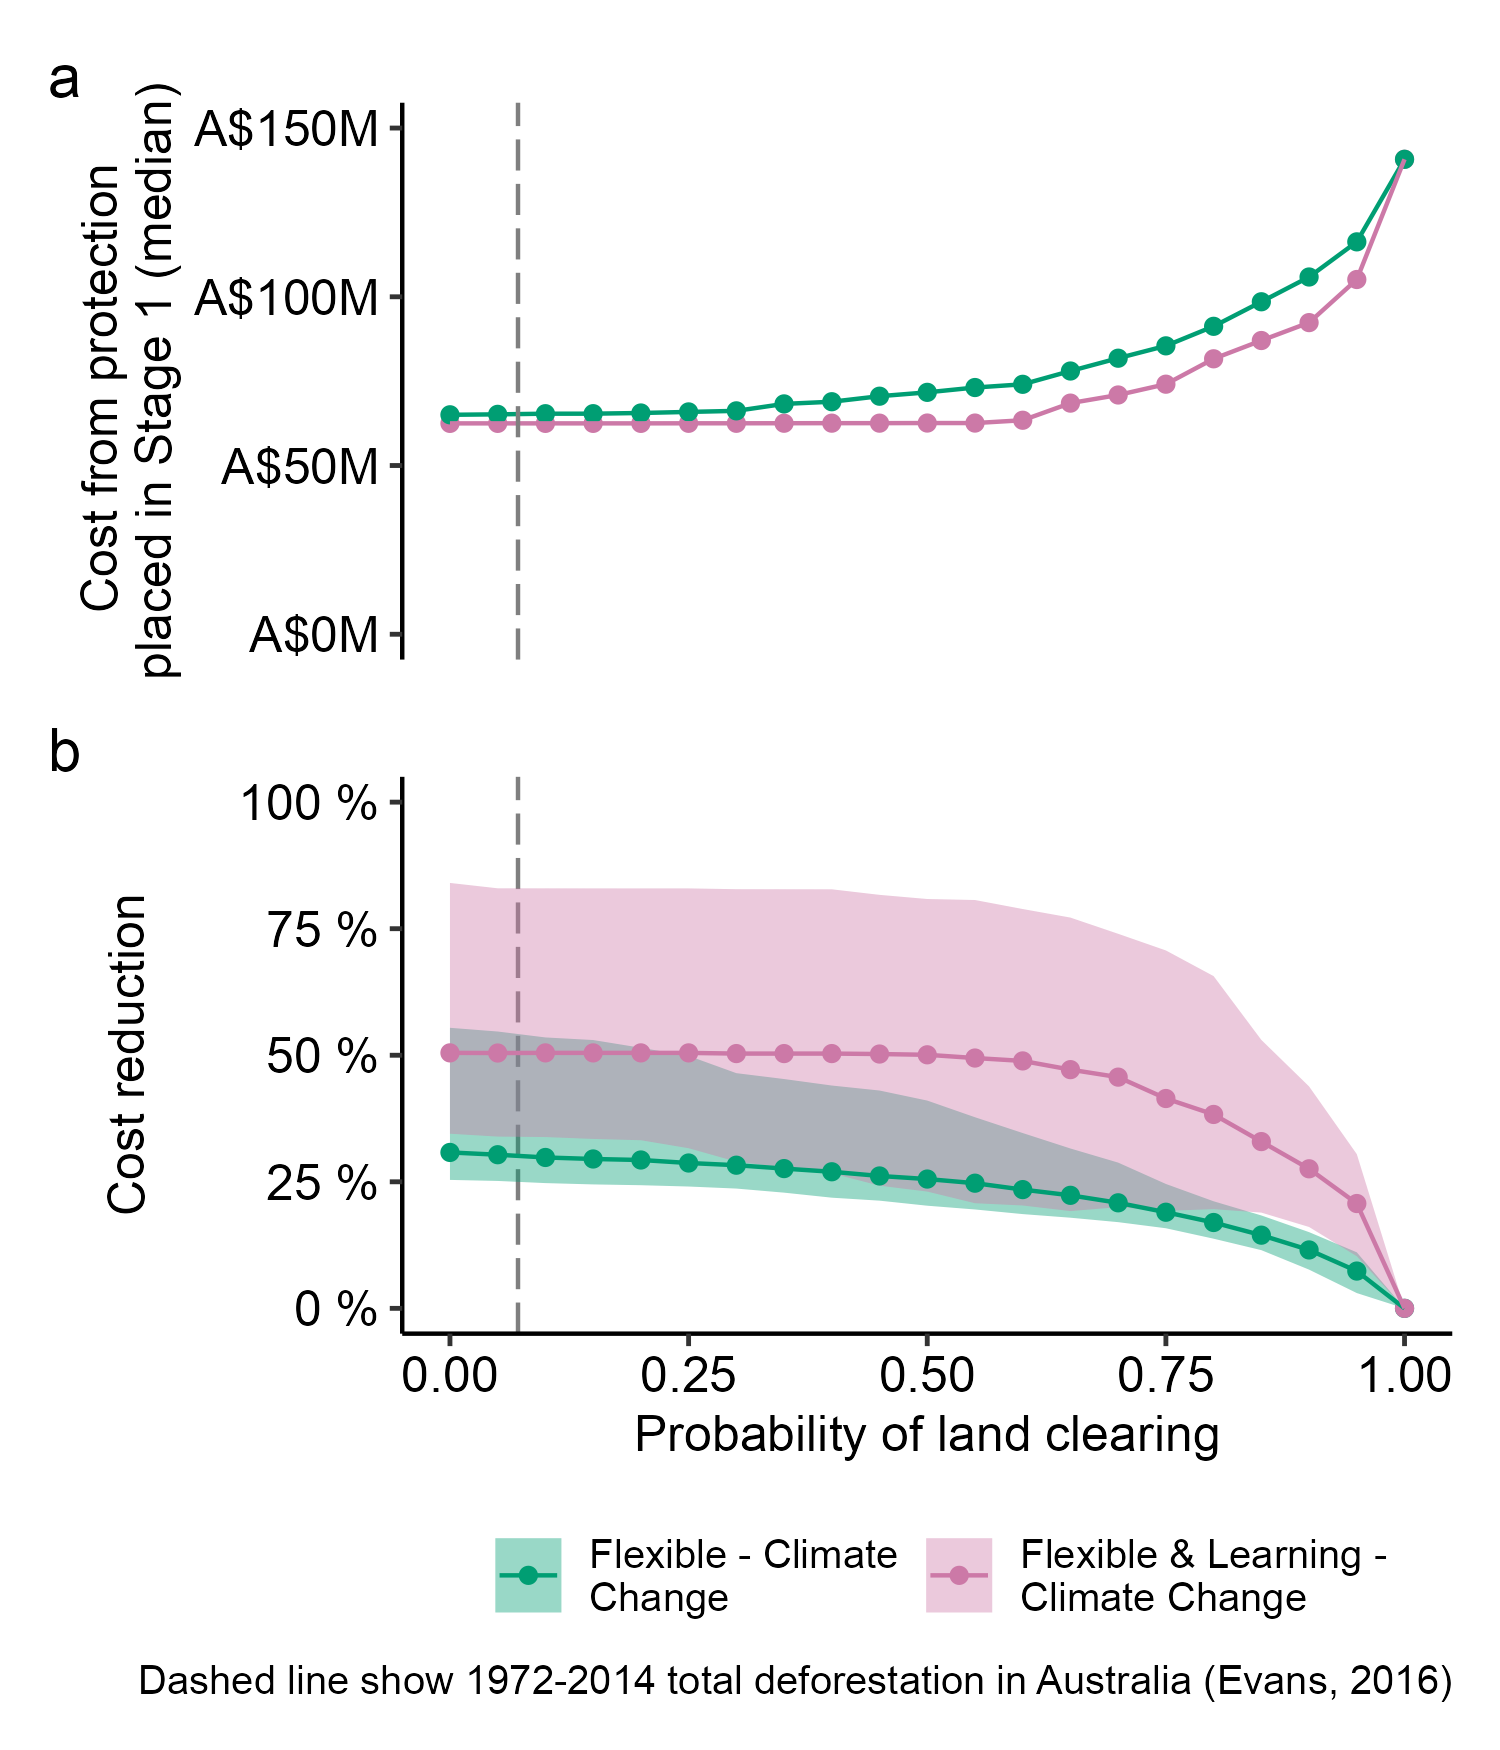 a
Cost from protection
placed in Stage 1 (median)
A$150M
A$100M
A$50M
A$0M
b
Cost reduction
100 %
75 %
50 %
25 %
0 %
0.00 0.25 0.50 0.75 1.00
Probability of land clearing
Flexible - Climate
Change
Flexible & Learning -
Climate Change
Dashed line show 1972-2014 total deforestation in Australia (Evans, 2016)